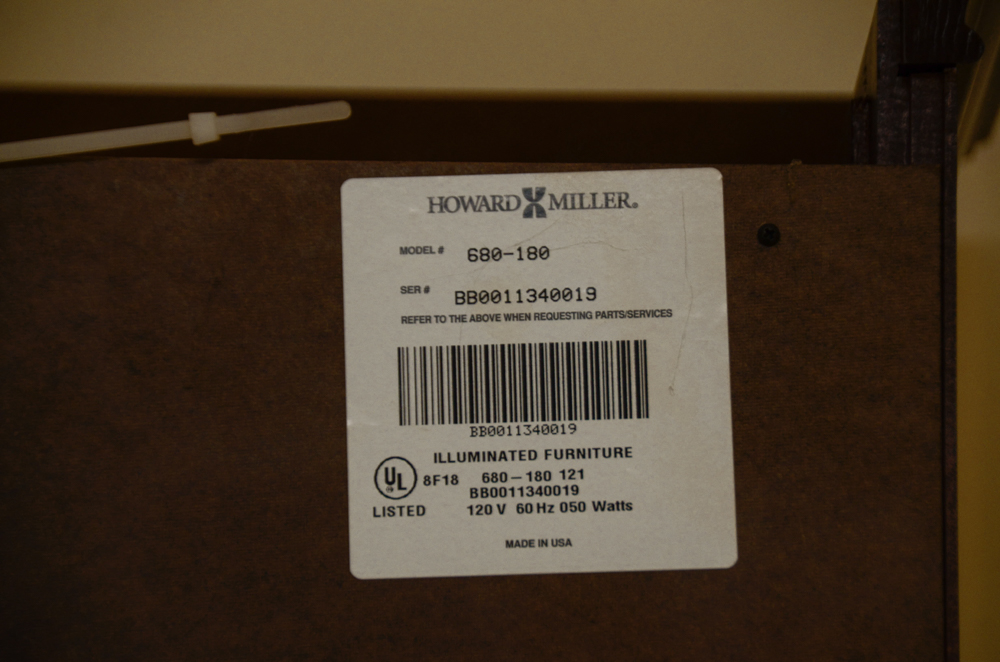 HOWARD MILLER®
MODEL # 680-180
SER # BB0011340019
REFER TO THE ABOVE WHEN REQUESTING PARTS/SERVICES
BB0011340019
ILLUMINATED FURNITURE
UL 8F18 680-180 121
BB0011340019
LISTED 120 V 60 Hz 050 Watts
MADE IN USA